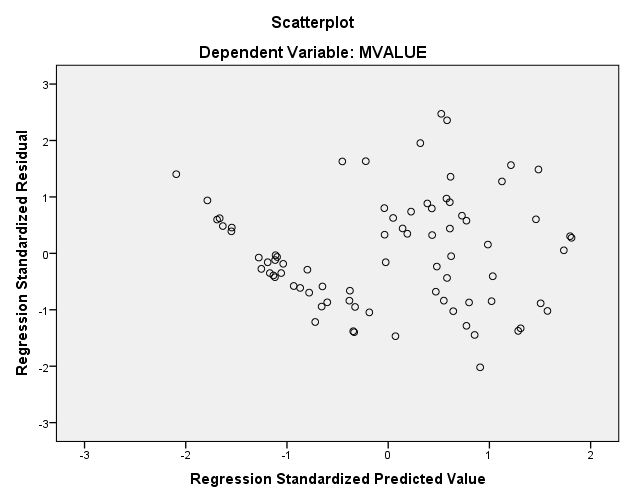 Scatterplot
Dependent Variable: MVALUE
3
2
1
0
-1
-2
-3
Regression Standardized Residual
-3 -2 -1 0 1 2
Regression Standardized Predicted Value